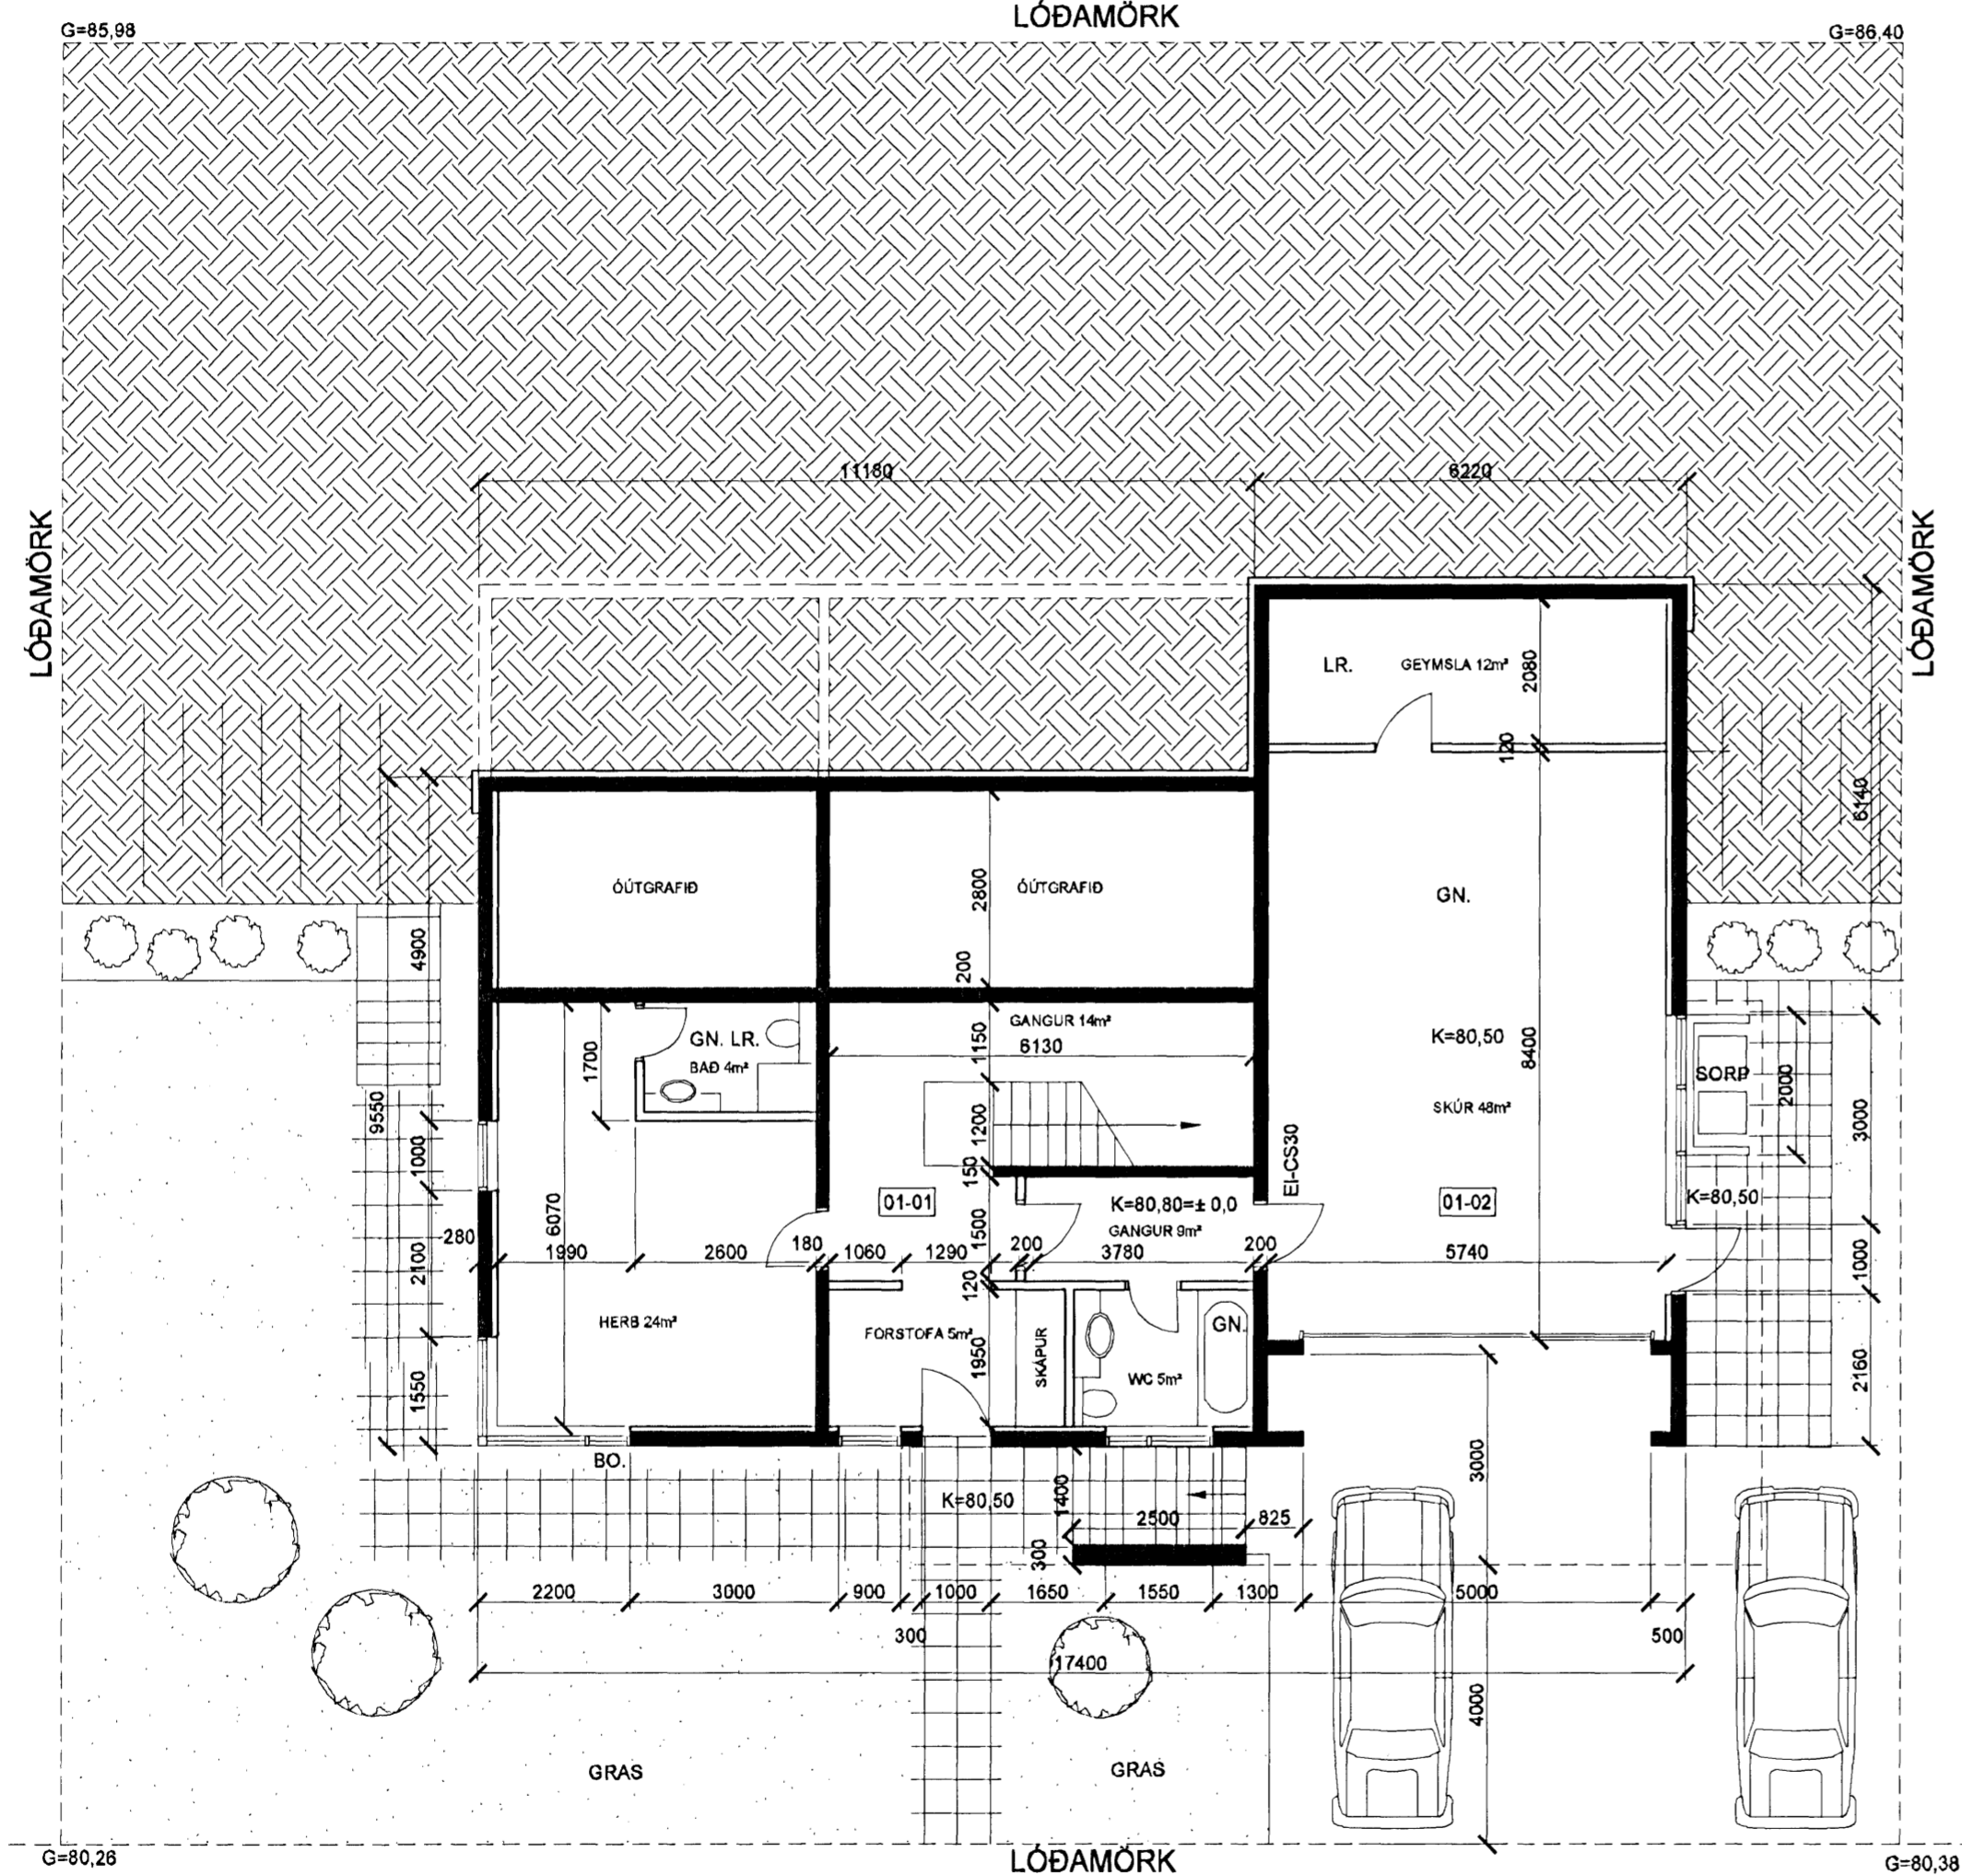 LÓÐAMÖRK
G=85,98
G=86,40
11180
6220
LÓÐAMÖRK
LÓÐAMÖRK
LR.
GEYMSLA 12m²
2080
120
6140
ÓÚTGRAFIÐ
2800
ÓÚTGRAFIÐ
GN.
4900
200
GANGUR 14m²
6130
1150
GN. LR.
BAÐ 4m²
1700
K=80,50
8400
SORP
2000
SKÚR 48m²
9550
1000
1200
150
3000
EI-CS30
01-01
K=80,80=± 0,0
GANGUR 9m²
01-02
K=80,50
6070
1500
280
1990
2600
180
1060
1290
200
3780
200
5740
2100
1000
120
HERB 24m²
FORSTOFA 5m²
1950
SKÁPUR
GN.
WC 5m²
1550
2160
BO.
K=80,50
1400
2500
825
3000
300
2200
3000
900
1000
1650
1550
1300
5000
300
500
17400
4000
GRAS
GRAS
G=80,26
LÓÐAMÖRK
G=80,38